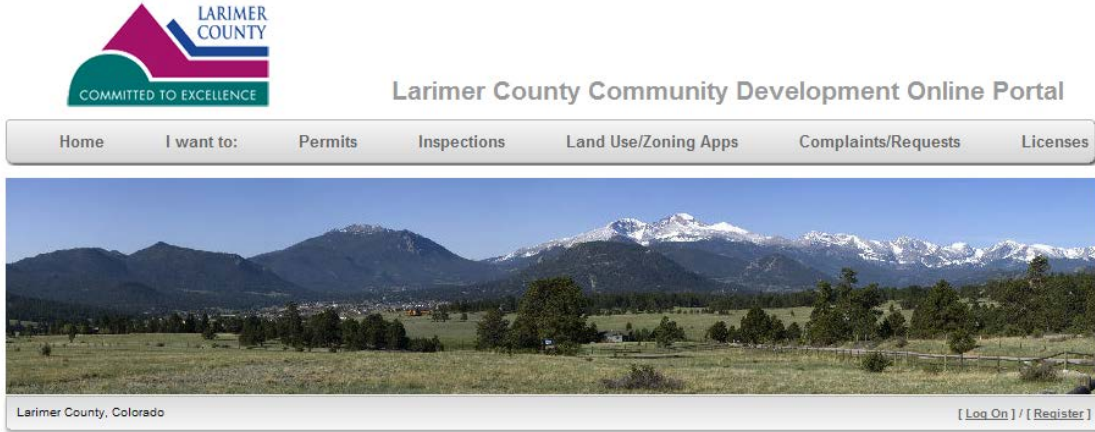 LARIMER
COUNTY
COMMITTED TO EXCELLENCE
Larimer County Community Development Online Portal
Home I want to: Permits Inspections Land Use/Zoning Apps Complaints/Requests Licenses
Larimer County, Colorado [ Log On ] / [ Register ]